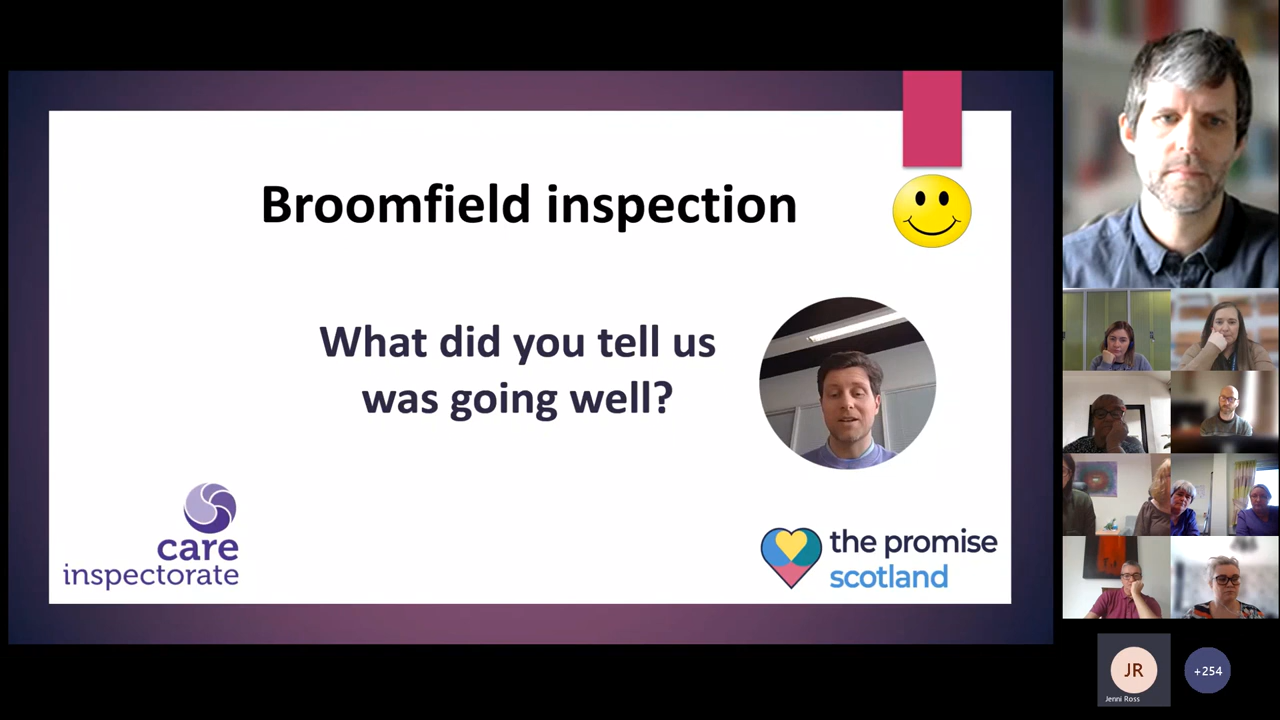 Broomfield inspection
What did you tell us
was going well?
care
inspectorate
the promise
scotland
JR
Jenni Ross
+254